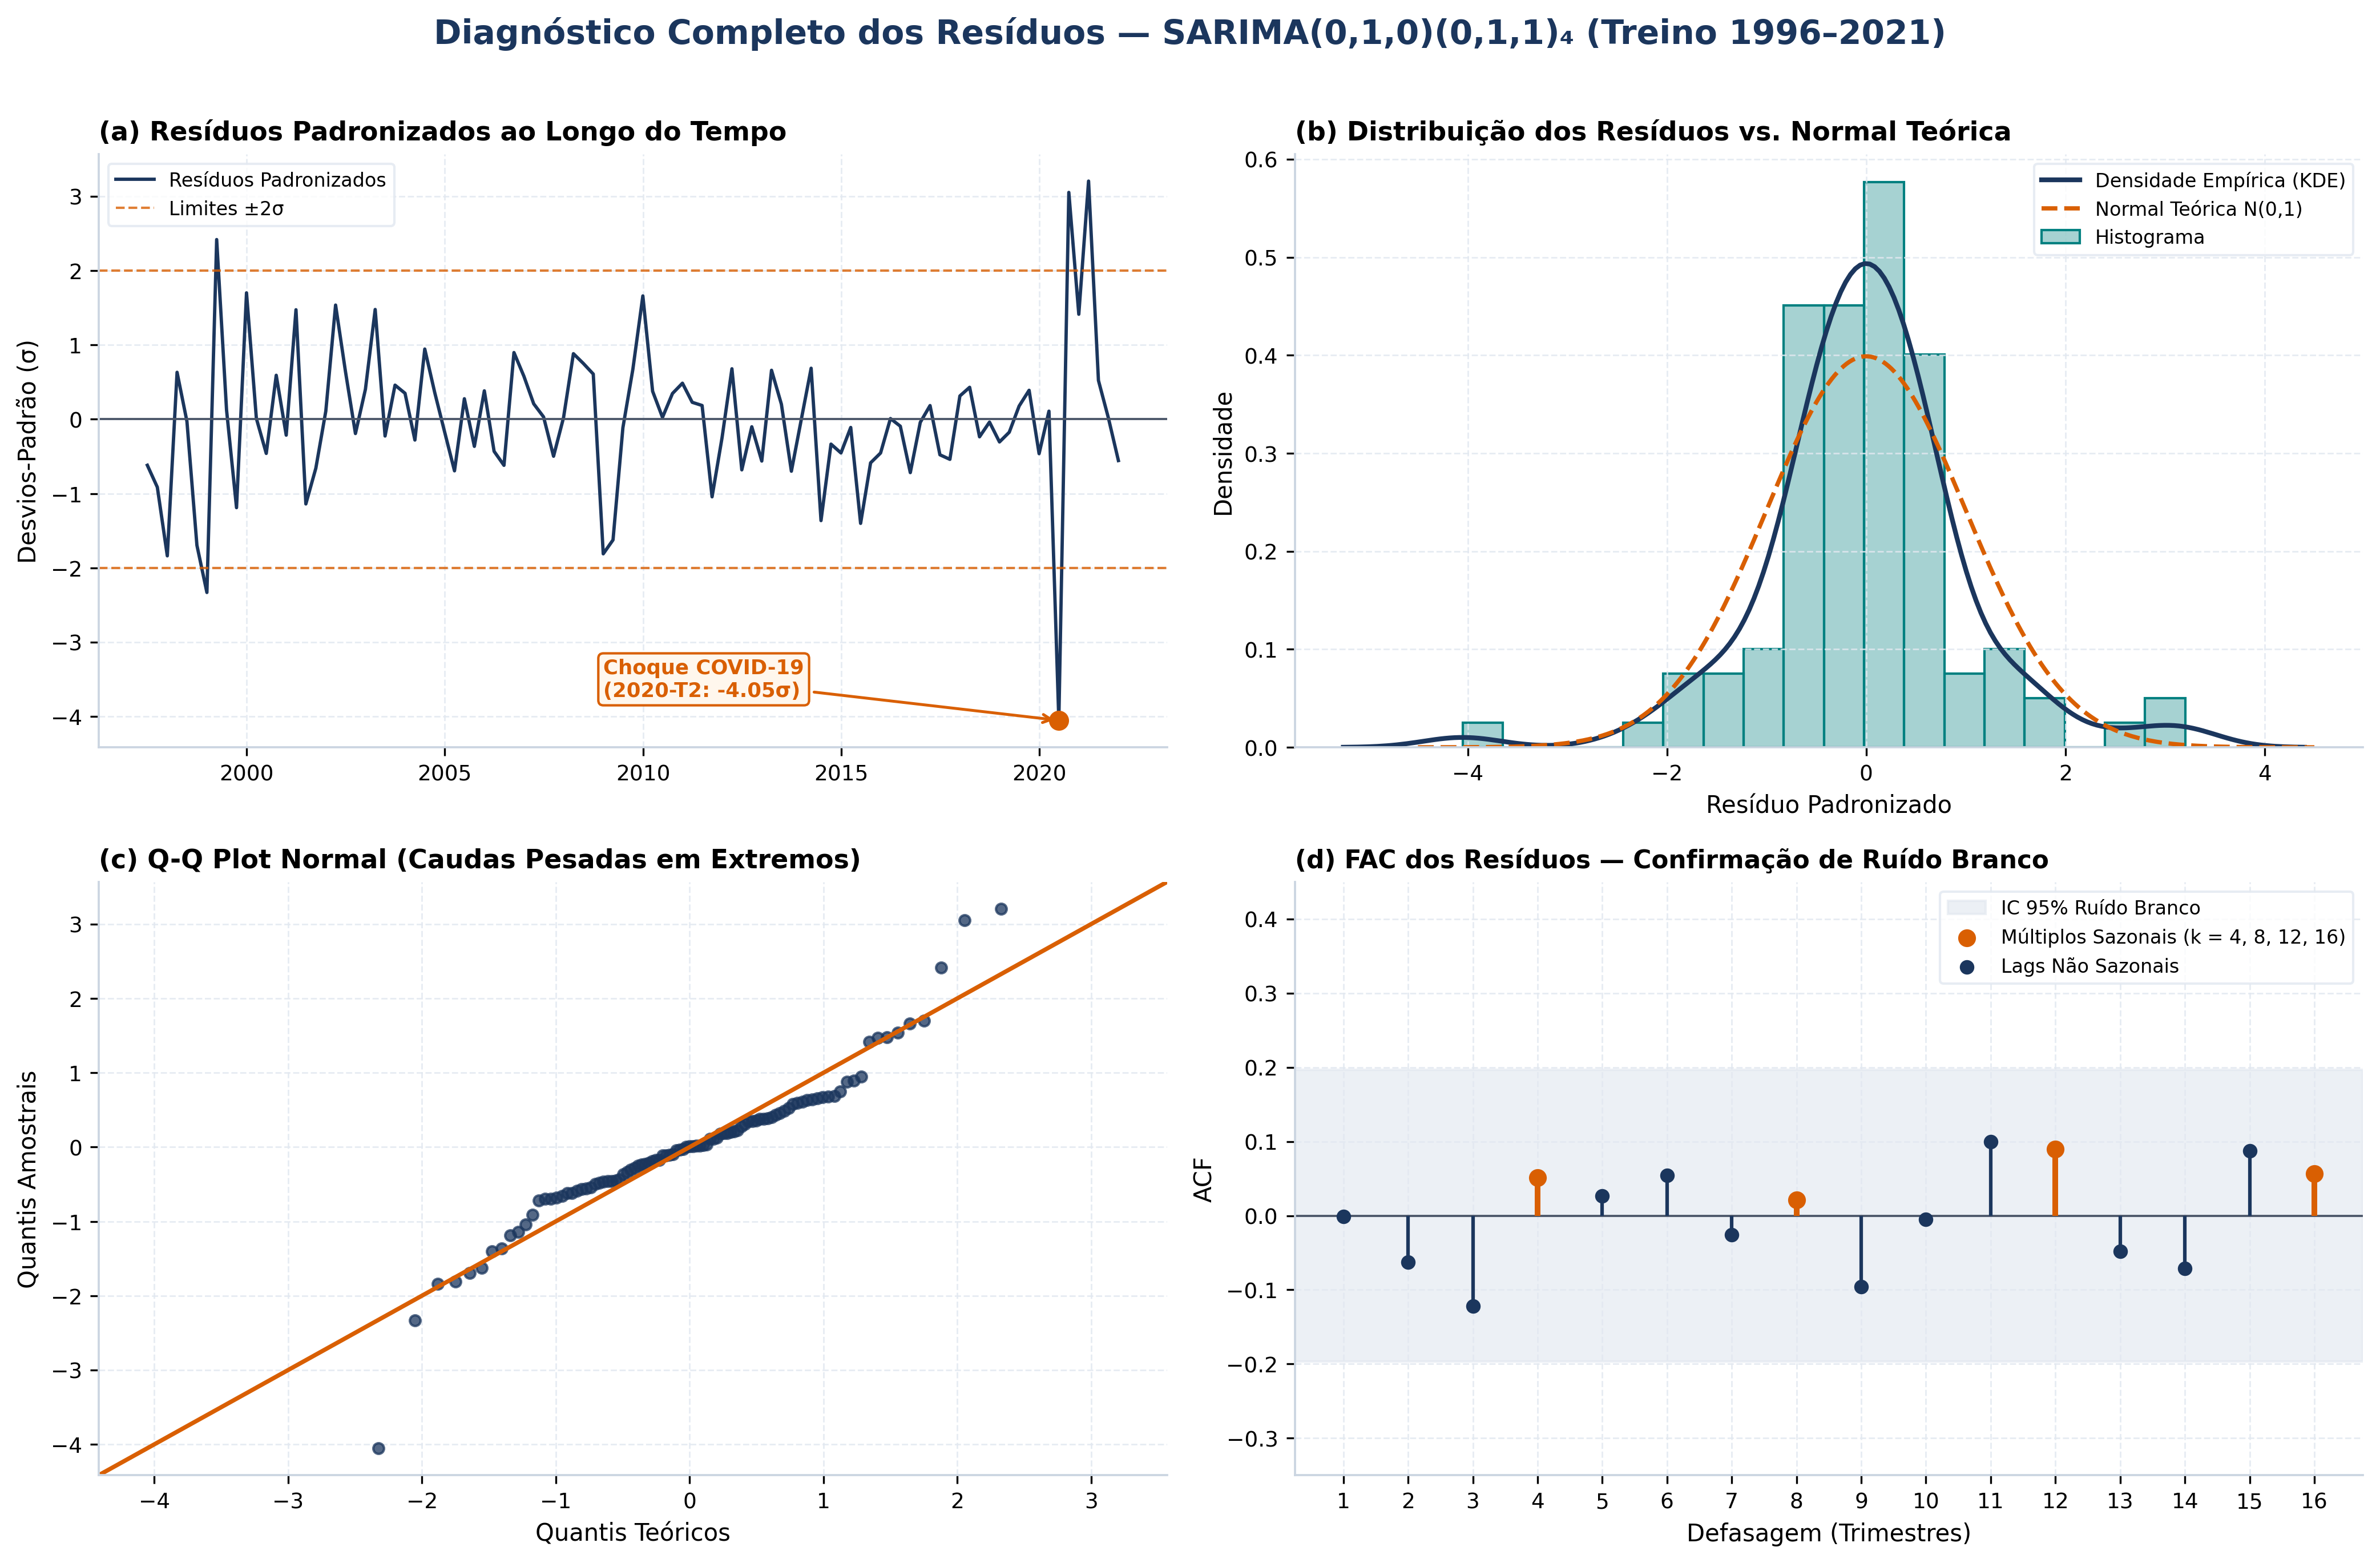 Diagnóstico Completo dos Resíduos — SARIMA(0,1,0)(0,1,1)₄ (Treino 1996–2021)
(a) Resíduos Padronizados ao Longo do Tempo
Resíduos Padronizados
Limites ±2σ
3
2
1
0
−1
−2
−3
−4
Desvios-Padrão (σ)
Choque COVID-19
(2020-T2: -4.05σ)
2000
2005
2010
2015
2020
(b) Distribuição dos Resíduos vs. Normal Teórica
Densidade Empírica (KDE)
Normal Teórica N(0,1)
Histograma
0.6
0.5
0.4
0.3
0.2
0.1
0.0
Densidade
−4
−2
0
2
4
Resíduo Padronizado
(c) Q-Q Plot Normal (Caudas Pesadas em Extremos)
3
2
1
0
−1
−2
−3
−4
Quantis Amostrais
−4
−3
−2
−1
0
1
2
3
Quantis Teóricos
(d) FAC dos Resíduos — Confirmação de Ruído Branco
IC 95% Ruído Branco
Múltiplos Sazonais (k = 4, 8, 12, 16)
Lags Não Sazonais
0.4
0.3
0.2
0.1
0.0
−0.1
−0.2
−0.3
ACF
1
2
3
4
5
6
7
8
9
10
11
12
13
14
15
16
Defasagem (Trimestres)